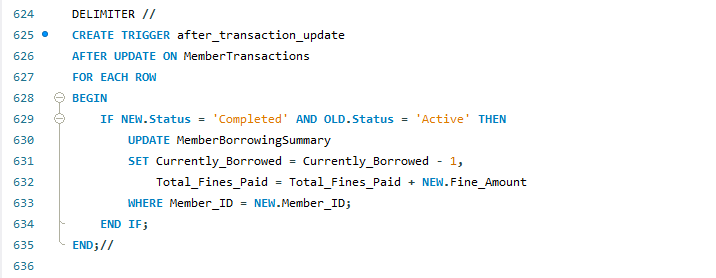 624 DELIMITER //
625 CREATE TRIGGER after_transaction_update
626 AFTER UPDATE ON MemberTransactions
627 FOR EACH ROW
628 BEGIN
629 IF NEW.Status = 'Completed' AND OLD.Status = 'Active' THEN
630 UPDATE MemberBorrowingSummary
631 SET Currently_Borrowed = Currently_Borrowed - 1,
632 Total_Fines_Paid = Total_Fines_Paid + NEW.Fine_Amount
633 WHERE Member_ID = NEW.Member_ID;
634 END IF;
635 END;//
636